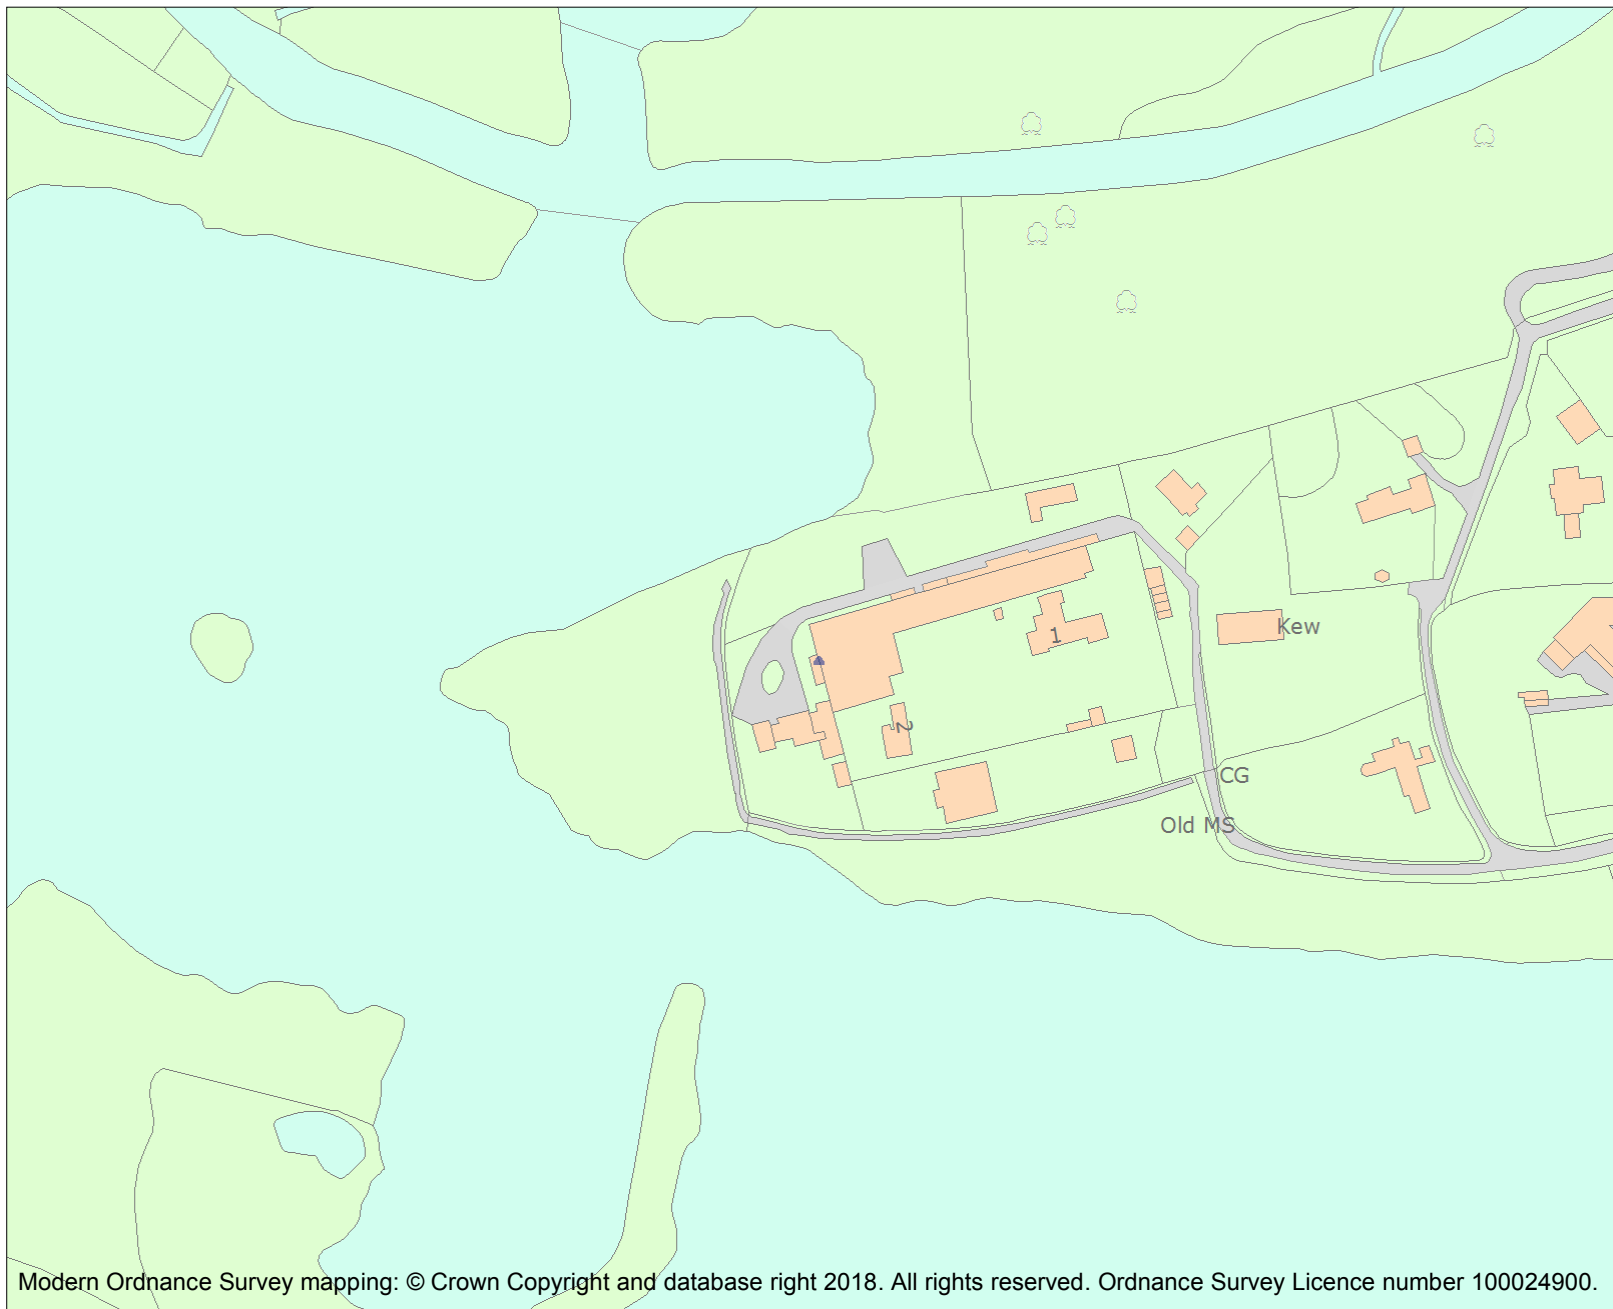 1
Kew
2
CG
Old MS
Modern Ordnance Survey mapping: © Crown Copyright and database right 2018. All rights reserved. Ordnance Survey Licence number 100024900.